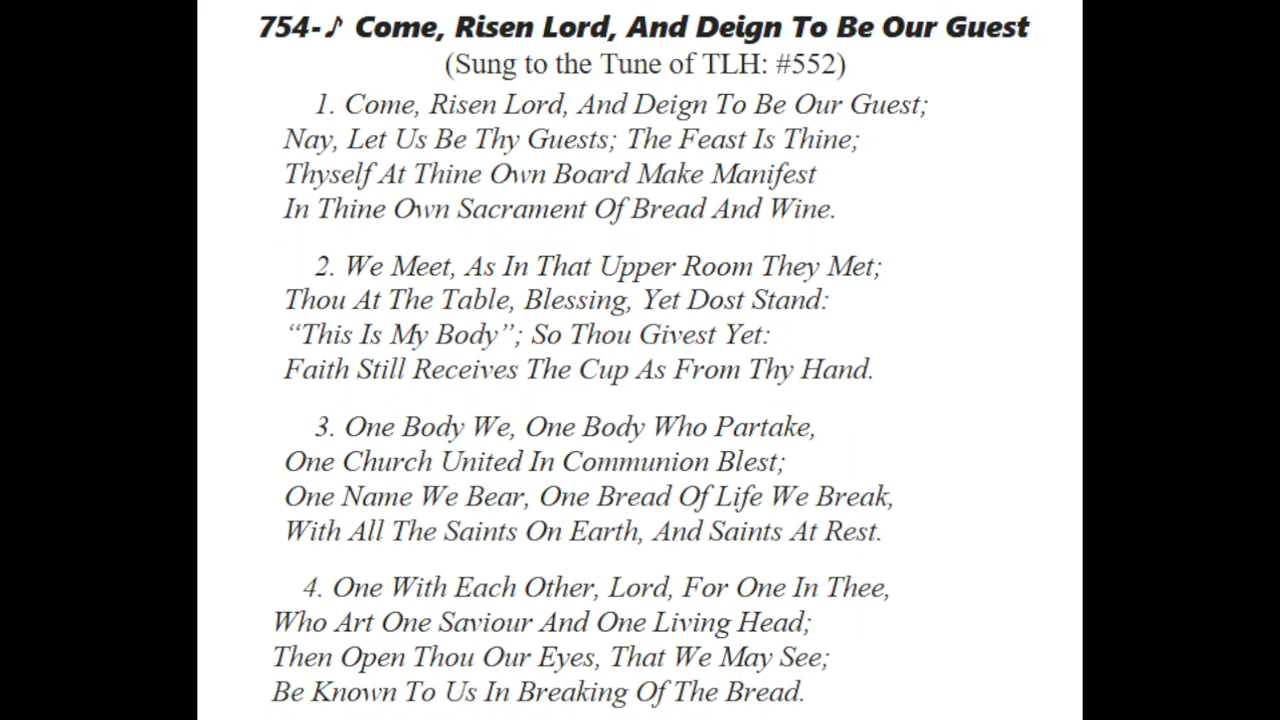 754-♪ Come, Risen Lord, And Deign To Be Our Guest
(Sung to the Tune of TLH: #552)
1. Come, Risen Lord, And Deign To Be Our Guest;
Nay, Let Us Be Thy Guests; The Feast Is Thine;
Thyself At Thine Own Board Make Manifest
In Thine Own Sacrament Of Bread And Wine.
2. We Meet, As In That Upper Room They Met;
Thou At The Table, Blessing, Yet Dost Stand:
“This Is My Body”; So Thou Givest Yet:
Faith Still Receives The Cup As From Thy Hand.
3. One Body We, One Body Who Partake,
One Church United In Communion Blest;
One Name We Bear, One Bread Of Life We Break,
With All The Saints On Earth, And Saints At Rest.
4. One With Each Other, Lord, For One In Thee,
Who Art One Saviour And One Living Head;
Then Open Thou Our Eyes, That We May See;
Be Known To Us In Breaking Of The Bread.